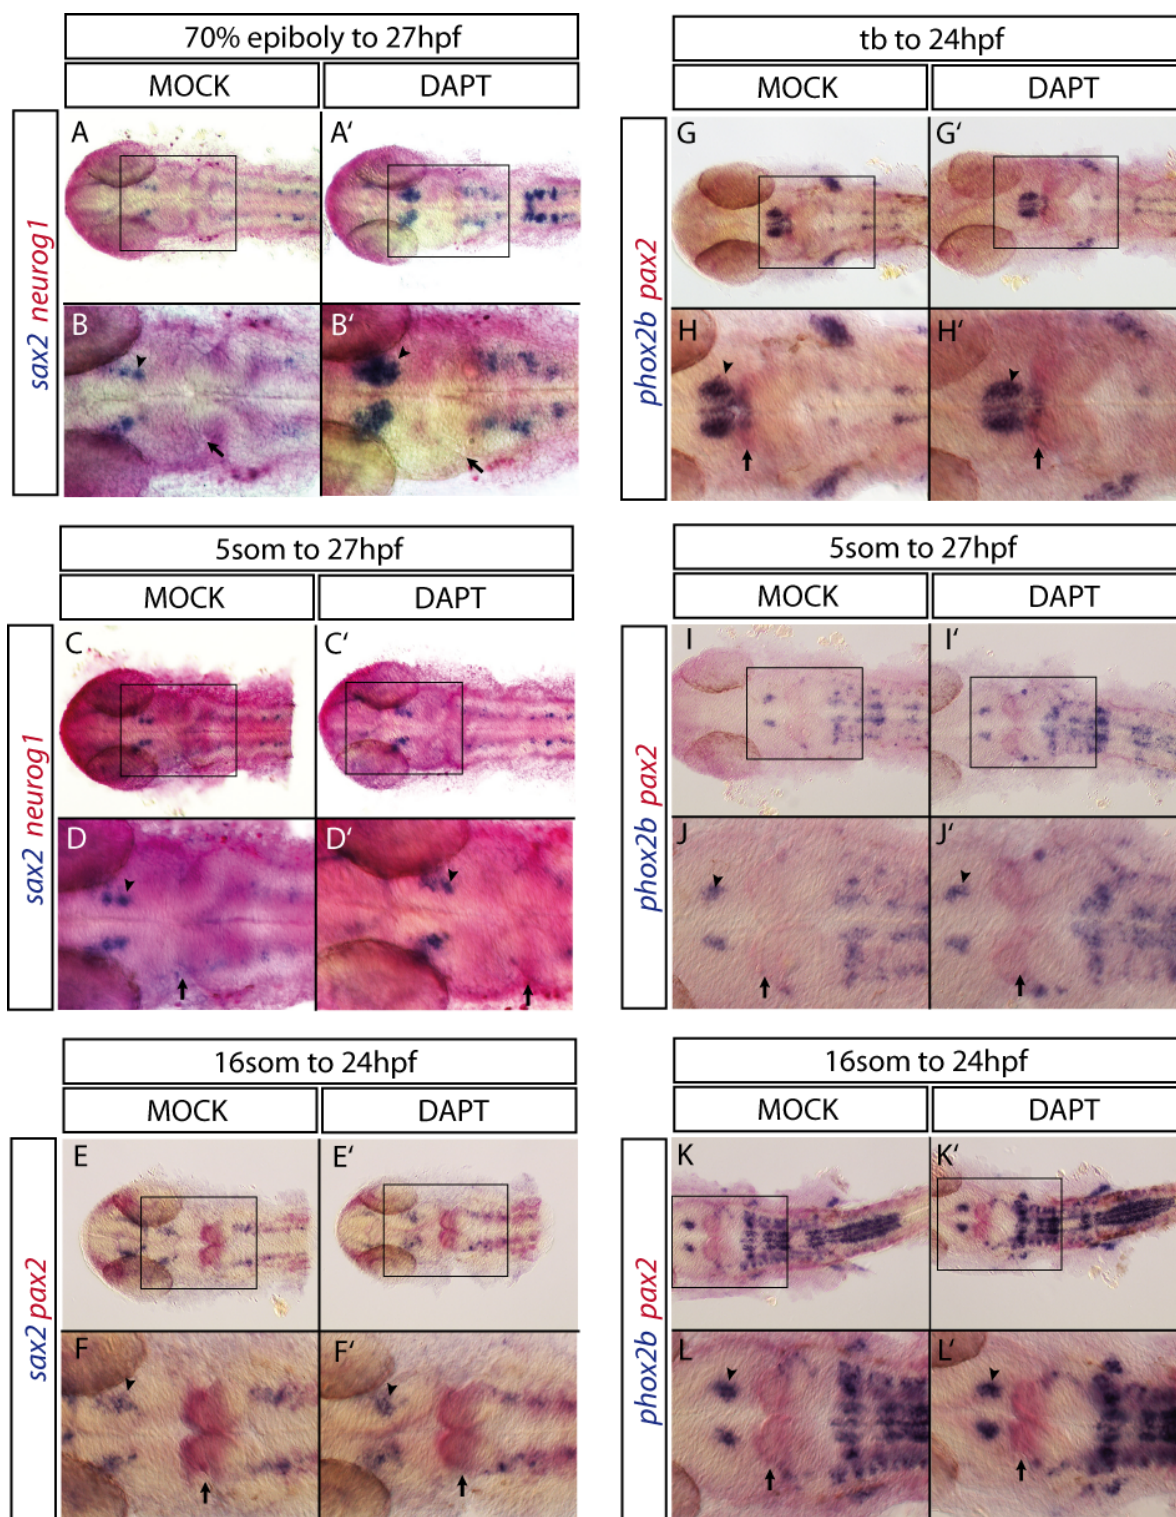 70% epiboly to 27hpf
MOCK DAPT
sax2 neurog1
A A'
B B'
5som to 27hpf
MOCK DAPT
sax2 neurog1
C C'
D D'
16som to 24hpf
MOCK DAPT
sax2 pax2
E E'
F F'
tb to 24hpf
MOCK DAPT
phox2b pax2
G G'
H H'
5som to 27hpf
MOCK DAPT
phox2b pax2
I I'
J J'
16som to 24hpf
MOCK DAPT
phox2b pax2
K K'
L L'